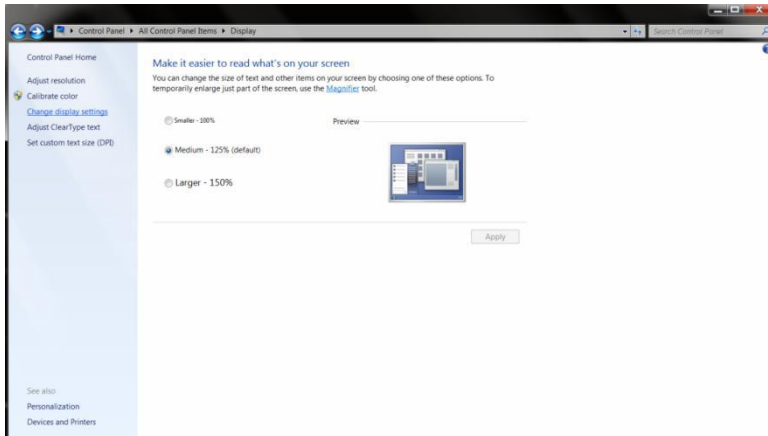 Control Panel ▸ All Control Panel Items ▸ Display
Search Control Panel
Control Panel Home
Adjust resolution
Calibrate color
Change display settings
Adjust ClearType text
Set custom text size (DPI)
Make it easier to read what's on your screen
You can change the size of text and other items on your screen by choosing one of these options. To
temporarily enlarge just part of the screen, use the Magnifier tool.
Smaller - 100%
Preview
Medium - 125% (default)
Larger - 150%
Apply
See also
Personalization
Devices and Printers